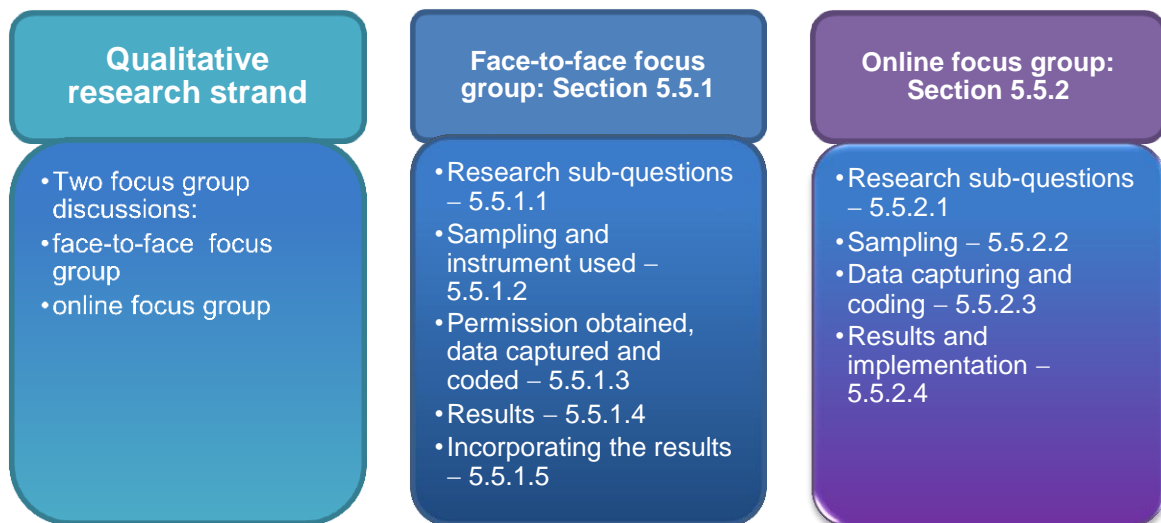 Qualitative
research strand
•Two focus group
discussions:
•face-to-face focus
group
•online focus group
Face-to-face focus
group: Section 5.5.1
•Research sub-questions
– 5.5.1.1
•Sampling and
instrument used –
5.5.1.2
•Permission obtained,
data captured and
coded – 5.5.1.3
•Results – 5.5.1.4
•Incorporating the results
– 5.5.1.5
Online focus group:
Section 5.5.2
•Research sub-questions
– 5.5.2.1
•Sampling – 5.5.2.2
•Data capturing and
coding – 5.5.2.3
•Results and
implementation –
5.5.2.4